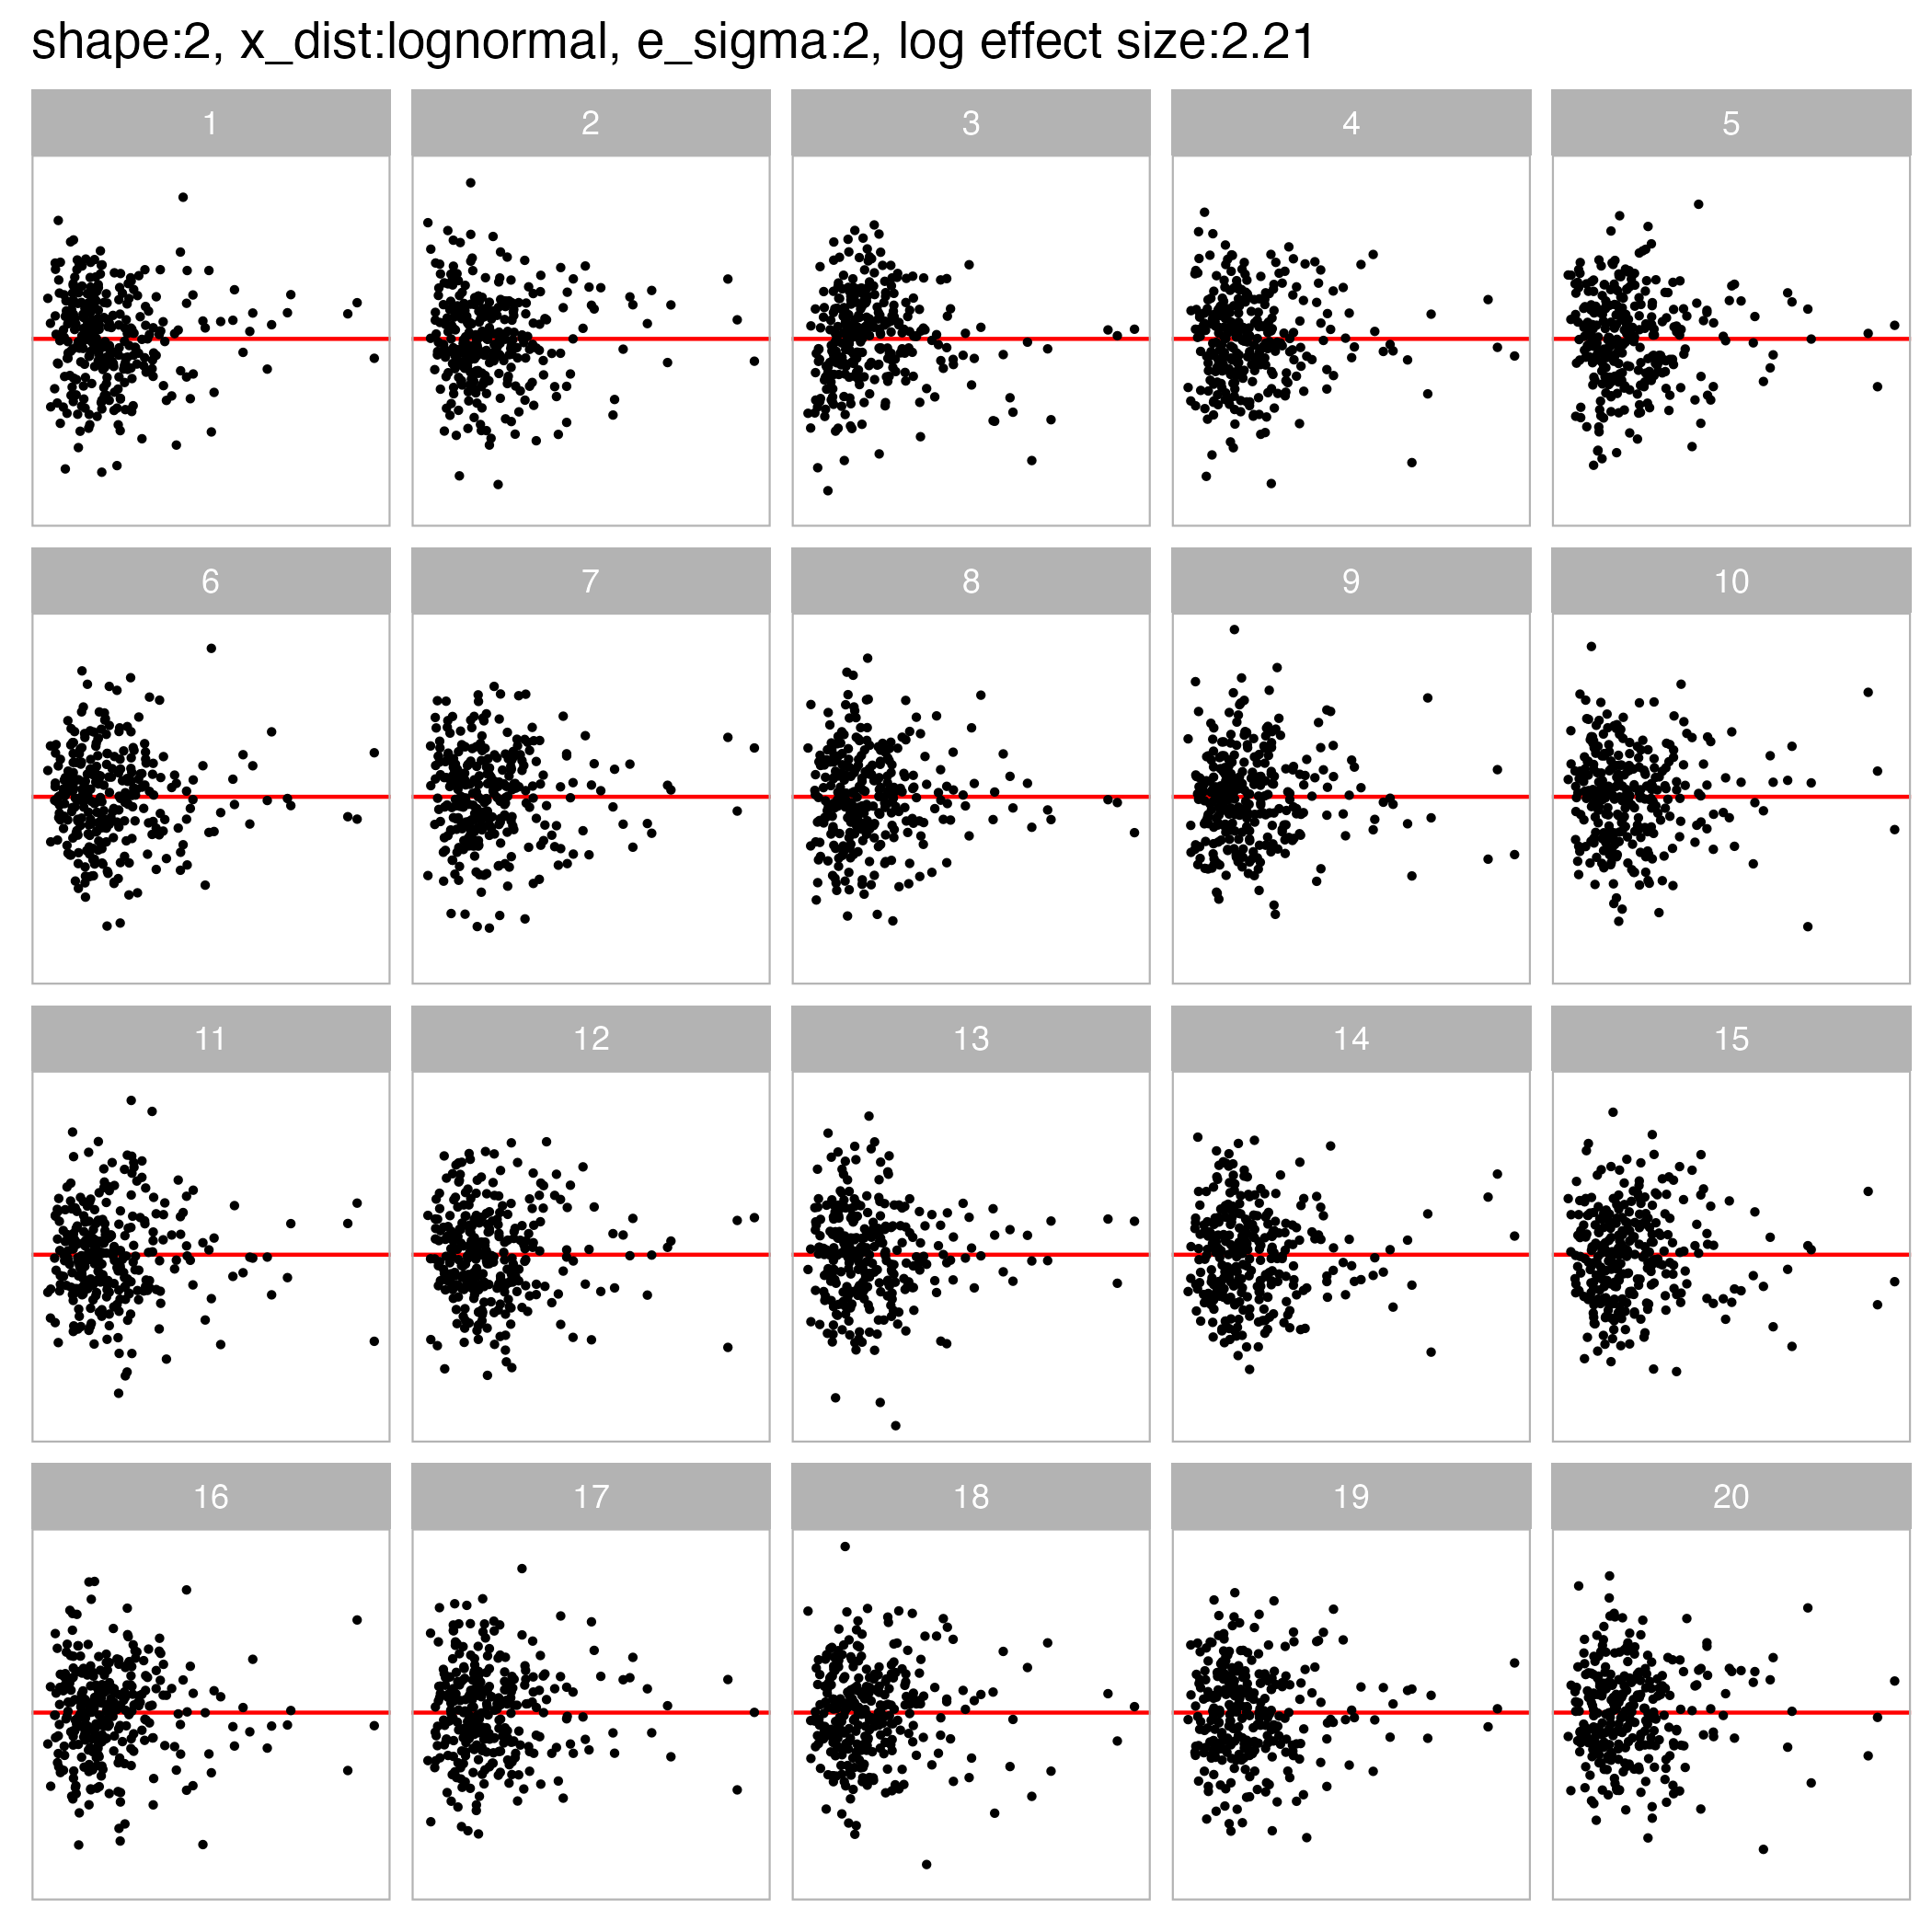 shape:2, x_dist:lognormal, e_sigma:2, log effect size:2.21
1 2 3 4 5
6 7 8 9 10
11 12 13 14 15
16 17 18 19 20